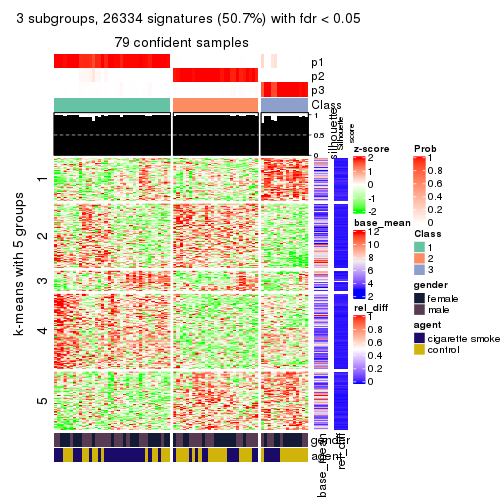 3 subgroups, 26334 signatures (50.7%) with fdr < 0.05
79 confident samples
p1
p2
p3
Class
1
0.5
0
silhouette
Silhouette
score
k-means with 5 groups
1
2
3
4
5
gender
agent
base_mean
rel_diff
z-score
2
1
0
-1
-2
base_mean
12
10
8
6
4
2
rel_diff
1
0.8
0.6
0.4
0.2
0
Prob
1
0.8
0.6
0.4
0.2
0
Class
1
2
3
gender
female
male
agent
cigarette smoke
control